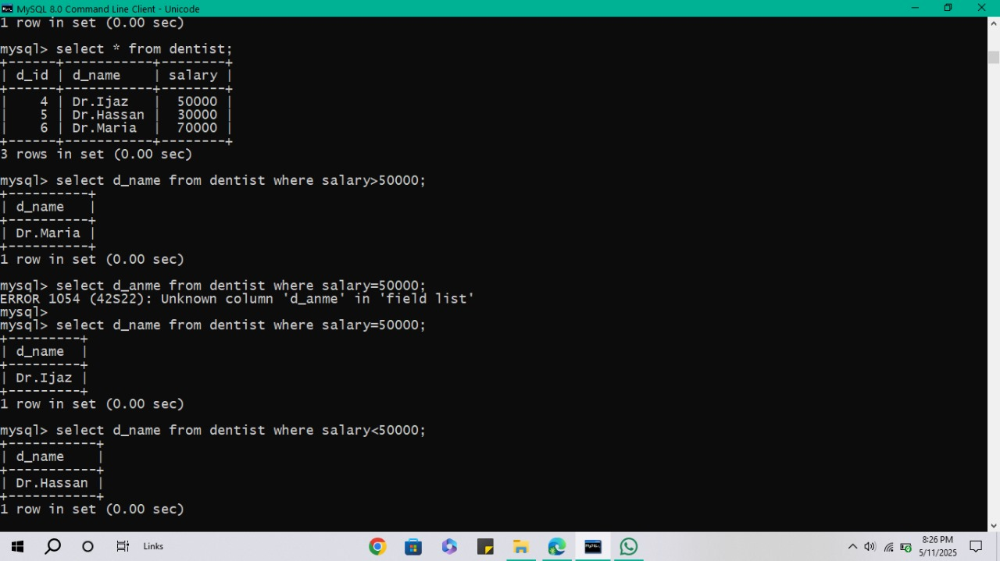 MySQL 8.0 Command Line Client - Unicode
1 row in set (0.00 sec)
mysql> select * from dentist;
+------+-----------+--------+
| d_id | d_name    | salary |
+------+-----------+--------+
|    4 | Dr.Ijaz   |  50000 |
|    5 | Dr.Hassan |  30000 |
|    6 | Dr.Maria  |  70000 |
+------+-----------+--------+
3 rows in set (0.00 sec)
mysql> select d_name from dentist where salary>50000;
+----------+
| d_name   |
+----------+
| Dr.Maria |
+----------+
1 row in set (0.00 sec)
mysql> select d_anme from dentist where salary=50000;
ERROR 1054 (42S22): Unknown column 'd_anme' in 'field list'
mysql>
mysql> select d_name from dentist where salary=50000;
+---------+
| d_name  |
+---------+
| Dr.Ijaz |
+---------+
1 row in set (0.00 sec)
mysql> select d_name from dentist where salary<50000;
+-----------+
| d_name    |
+-----------+
| Dr.Hassan |
+-----------+
1 row in set (0.00 sec)
Links
8:26 PM
5/11/2025